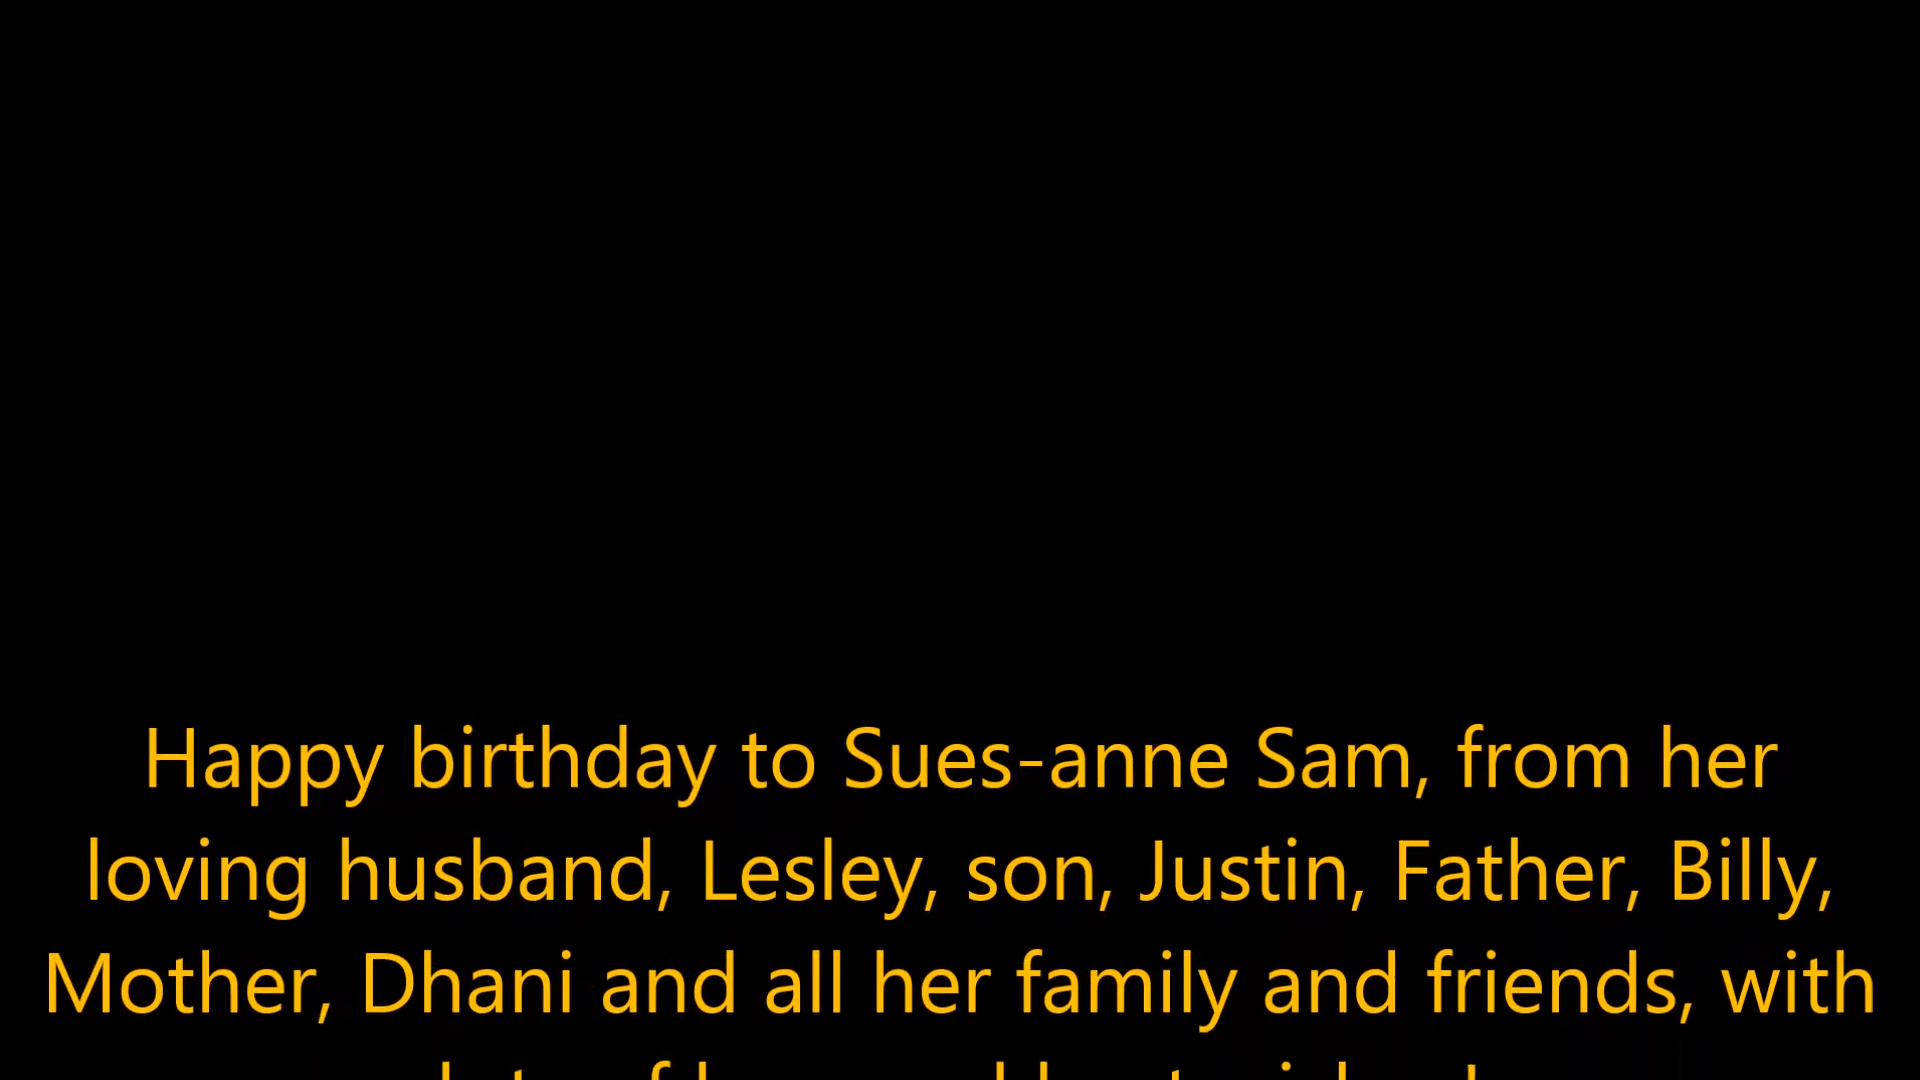 Happy birthday to Sues-anne Sam, from her
loving husband, Lesley, son, Justin, Father, Billy,
Mother, Dhani and all her family and friends, with